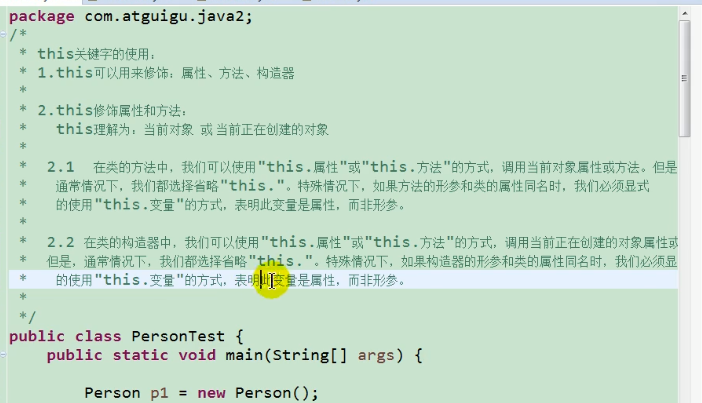 package com.atguigu.java2;
/*
 * this关键字的使用:
 * 1.this可以用来修饰: 属性、方法、构造器
 *
 * 2.this修饰属性和方法:
 *   this理解为: 当前对象 或当前正在创建的对象
 *
 *  2.1  在类的方法中, 我们可以使用"this.属性"或"this.方法"的方式, 调用当前对象属性或方法。但是
 *   通常情况下, 我们都选择省略"this."。特殊情况下, 如果方法的形参和类的属性同名时, 我们必须显式
 *   的使用"this.变量"的方式, 表明此变量是属性, 而非形参。
 *
 *  2.2 在类的构造器中, 我们可以使用"this.属性"或"this.方法"的方式, 调用当前正在创建的对象属性或
 *  但是, 通常情况下, 我们都选择省略"this."。特殊情况下, 如果构造器的形参和类的属性同名时, 我们必须显
 *   的使用"this.变量"的方式, 表明此变量是属性, 而非形参。
 *
 */
public class PersonTest {
    public static void main(String[] args) {
        Person p1 = new Person();